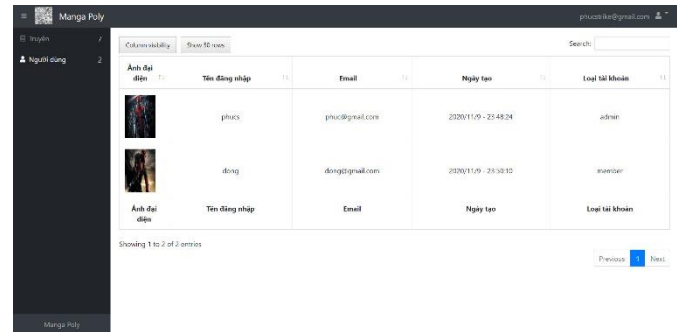 Manga Poly
phucstrike@gmail.com
Truyện 7
Người dùng 2
Column visibility Show 50 rows Search:
Ảnh đại diện Tên đăng nhập Email Ngày tạo Loại tài khoản
phucs phuc@gmail.com 2020/11/9 - 23:48:24 admin
dong dong@gmail.com 2020/11/9 - 23:50:10 member
Ảnh đại diện Tên đăng nhập Email Ngày tạo Loại tài khoản
Showing 1 to 2 of 2 entries
Previous 1 Next
Manga Poly